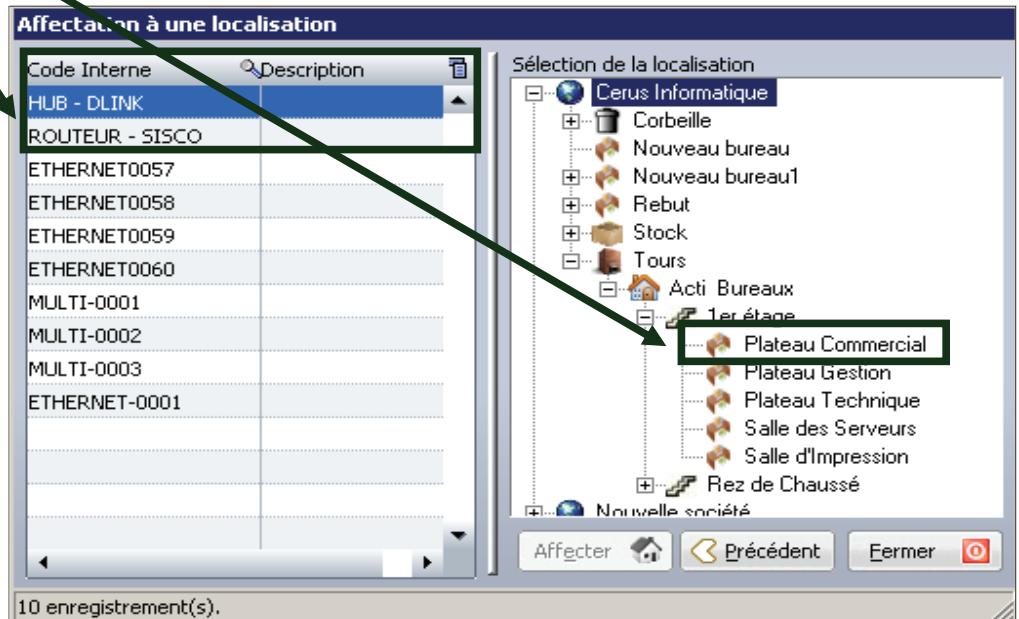 Affectation à une localisation
Code Interne Description
HUB - DLINK
ROUTEUR - SISCO
ETHERNET0057
ETHERNET0058
ETHERNET0059
ETHERNET0060
MULTI-0001
MULTI-0002
MULTI-0003
ETHERNET-0001
Sélection de la localisation
Cerus Informatique
Corbeille
Nouveau bureau
Nouveau bureau1
Rebut
Stock
Tours
Acti Bureaux
1er étage
Plateau Commercial
Plateau Gestion
Plateau Technique
Salle des Serveurs
Salle d'Impression
Rez de Chaussé
Nouvelle société
Affecter Précédent Fermer
10 enregistrement(s).